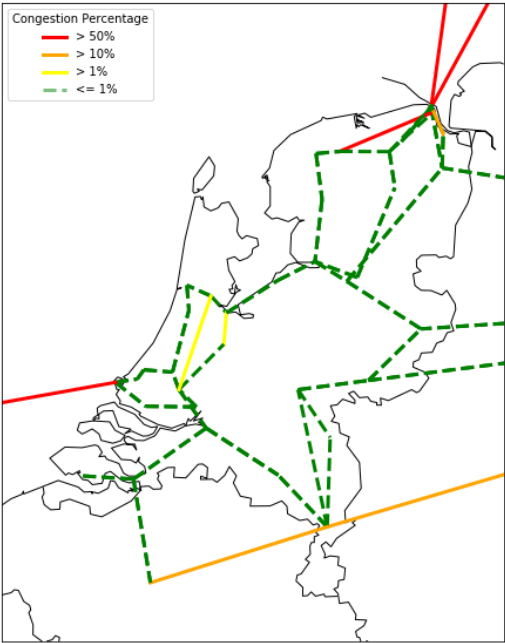 Congestion Percentage
> 50%
> 10%
> 1%
<= 1%